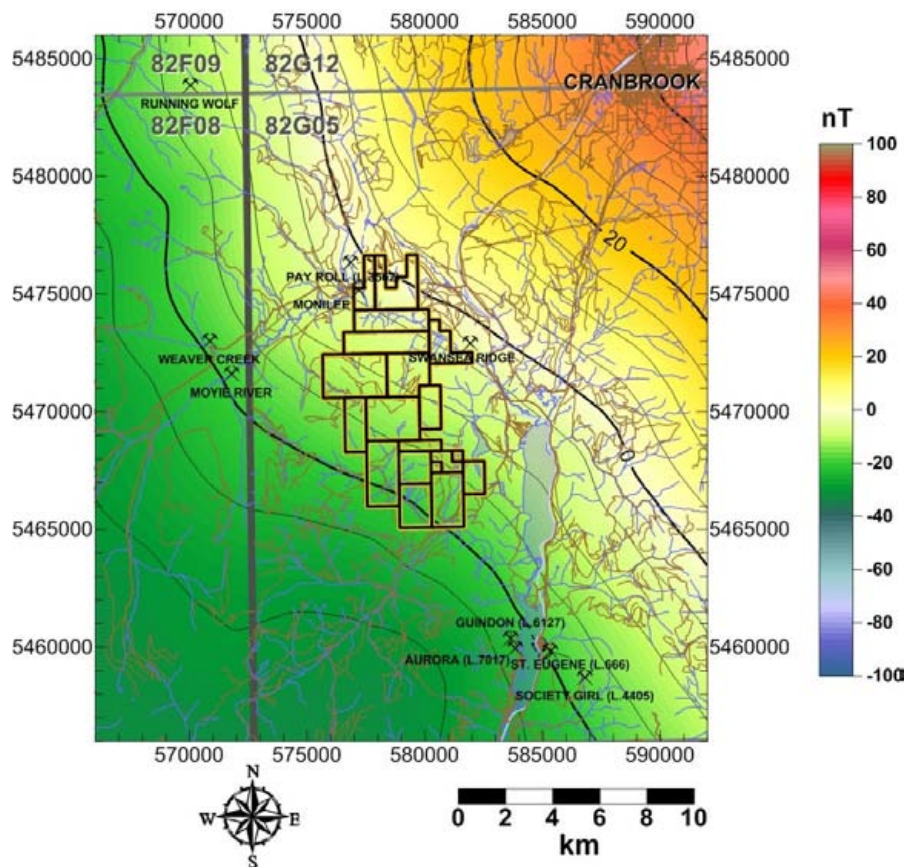 570000 575000 580000 585000 590000
5485000 5485000
82F09 82G12
CRANBROOK
RUNNING WOLF
82F08 82G05
nT
100
80
60
40
20
0
-20
-40
-60
-80
-100
5480000 5480000
20
PAY ROLL
5475000 5475000
MONILEE
WEAVER CREEK
SWANSEA RIDGE
MOYIE RIVER
5470000 5470000
0
5465000 5465000
GUINDON (L.6127)
5460000 5460000
AURORA (L.7017) ST. EUGENE (L.666)
SOCIETY GIRL (L.4405)
570000 575000 580000 585000 590000
N
W E
S
0 2 4 6 8 10
km